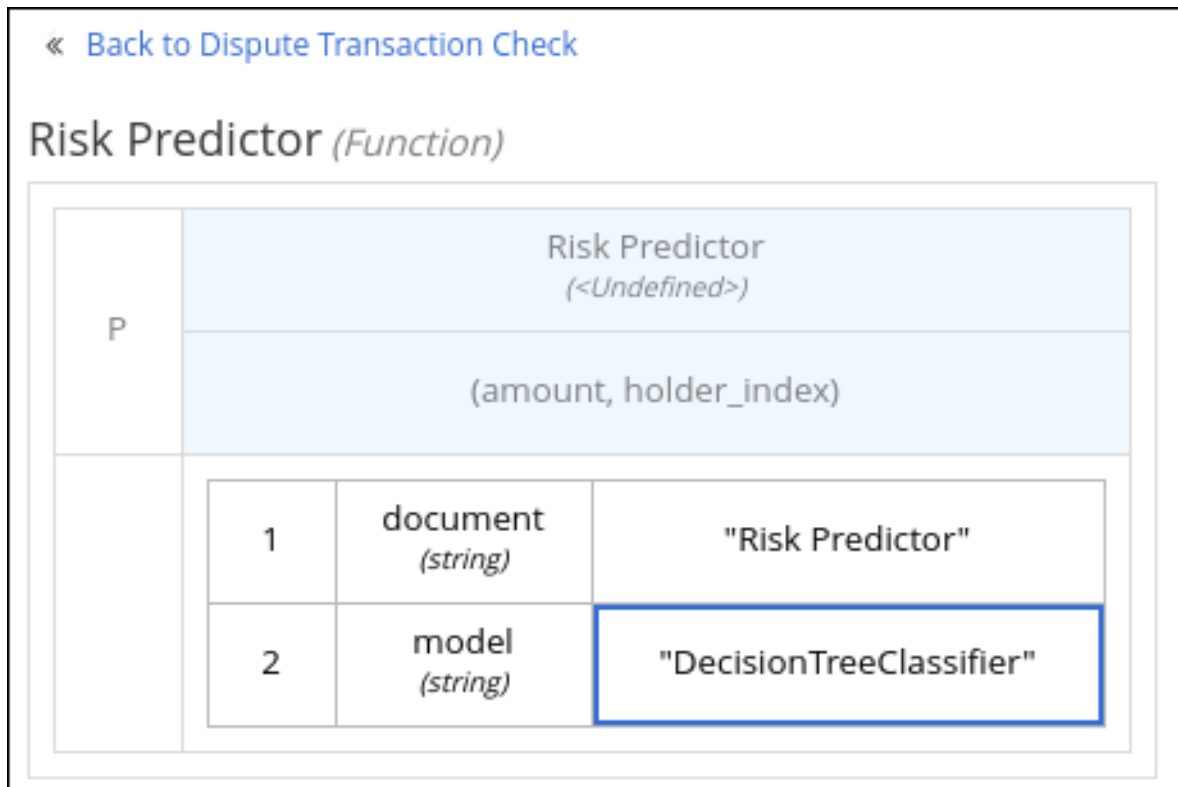 « Back to Dispute Transaction Check
Risk Predictor (Function)
Risk Predictor
(<Undefined>)
P
(amount, holder_index)
1
document
(string)
"Risk Predictor"
2
model
(string)
"DecisionTreeClassifier"